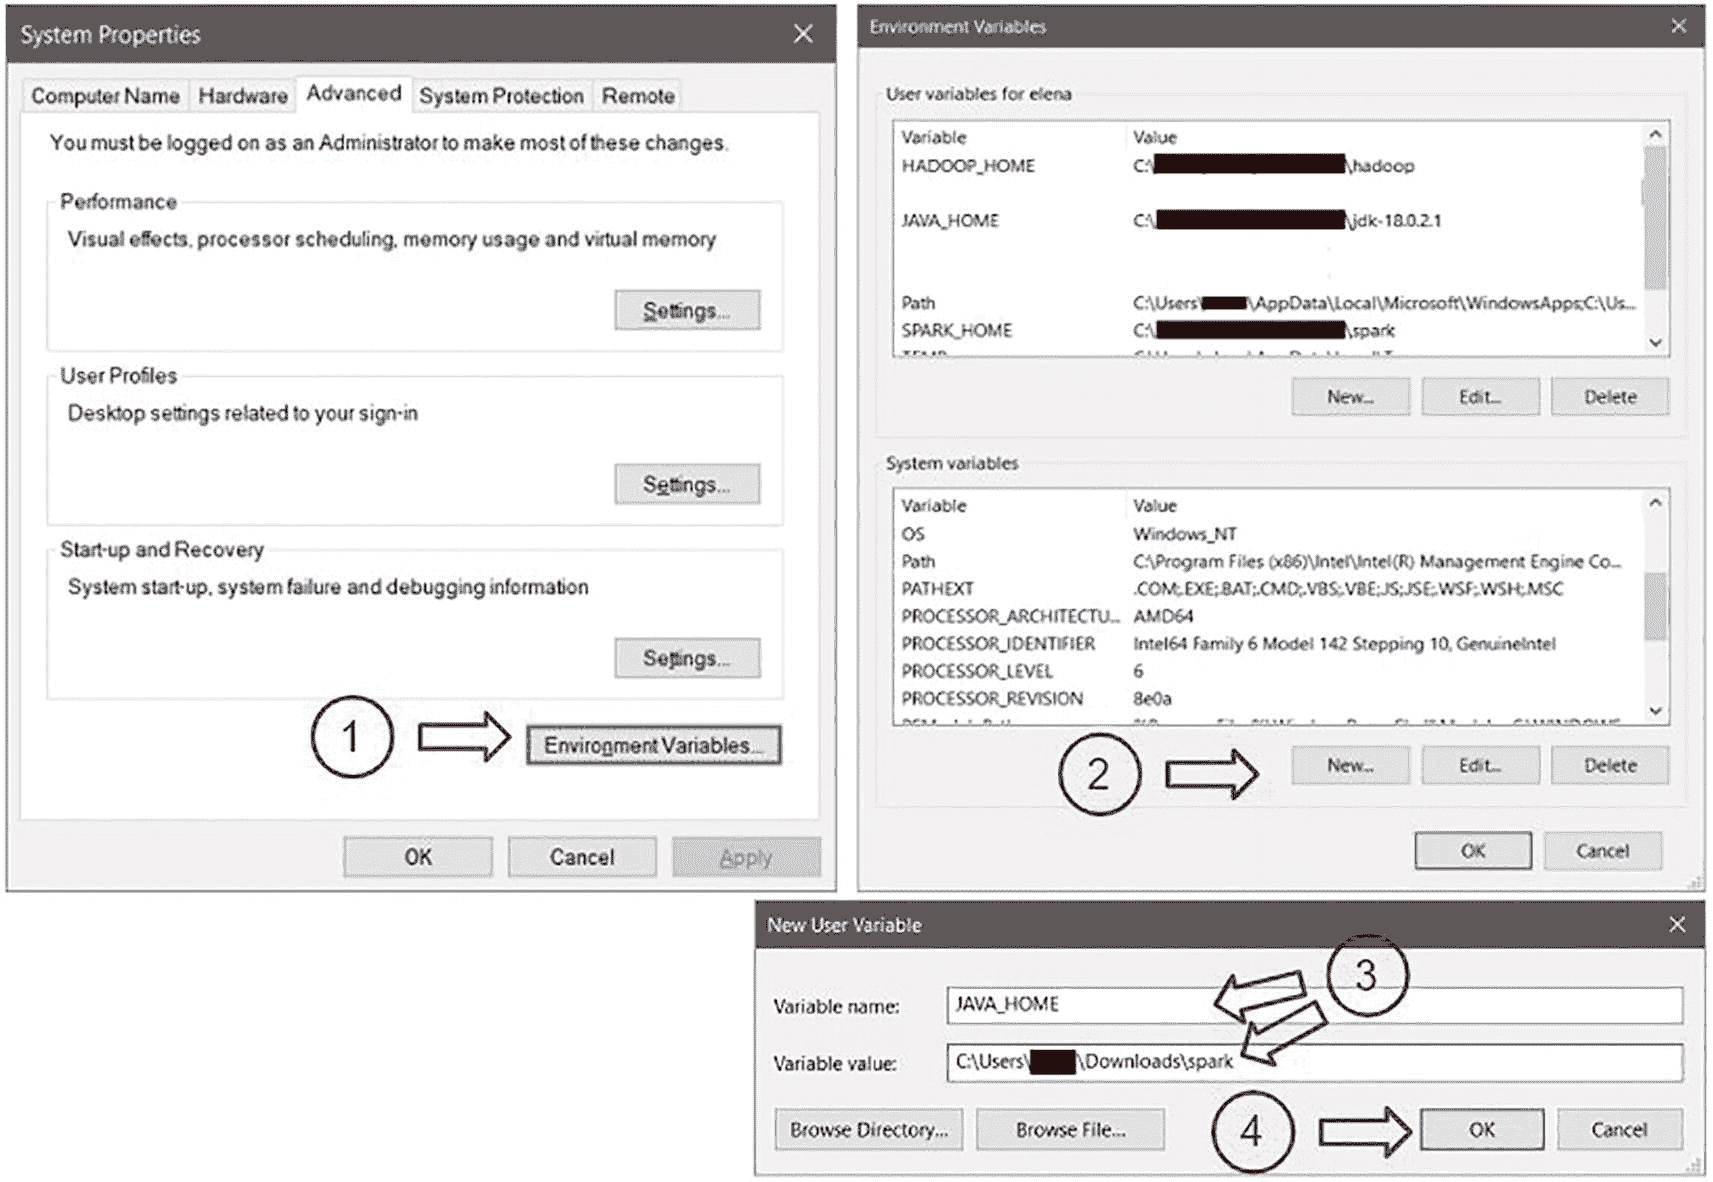 System Properties
Computer Name Hardware Advanced System Protection Remote
You must be logged on as an Administrator to make most of these changes.
Performance
Visual effects, processor scheduling, memory usage and virtual memory
Settings...
User Profiles
Desktop settings related to your sign-in
Settings...
Start-up and Recovery
System start-up, system failure and debugging information
Settings...
1
Environment Variables...
OK Cancel Apply
Environment Variables
User variables for elena
Variable Value
HADOOP_HOME C:\ \hadoop
JAVA_HOME C:\ \jdk-18.0.2.1
Path C:\Users\ \AppData\Local\Microsoft\WindowsApps;C:\Us...
SPARK_HOME C:\ \spark
New... Edit... Delete
System variables
Variable Value
OS Windows_NT
Path C:\Program Files (x86)\Intel\Intel(R) Management Engine Co...
PATHEXT .COM;.EXE;.BAT;.CMD;.VBS;.VBE;.JS;.JSE;.WSF;.WSH;.MSC
PROCESSOR_ARCHITECTU... AMD64
PROCESSOR_IDENTIFIER Intel64 Family 6 Model 142 Stepping 10, GenuineIntel
PROCESSOR_LEVEL 6
PROCESSOR_REVISION 8e0a
2
New... Edit... Delete
OK Cancel
New User Variable
3
Variable name: JAVA_HOME
Variable value: C:\Users\ \Downloads\spark
Browse Directory... Browse File... 4 OK Cancel